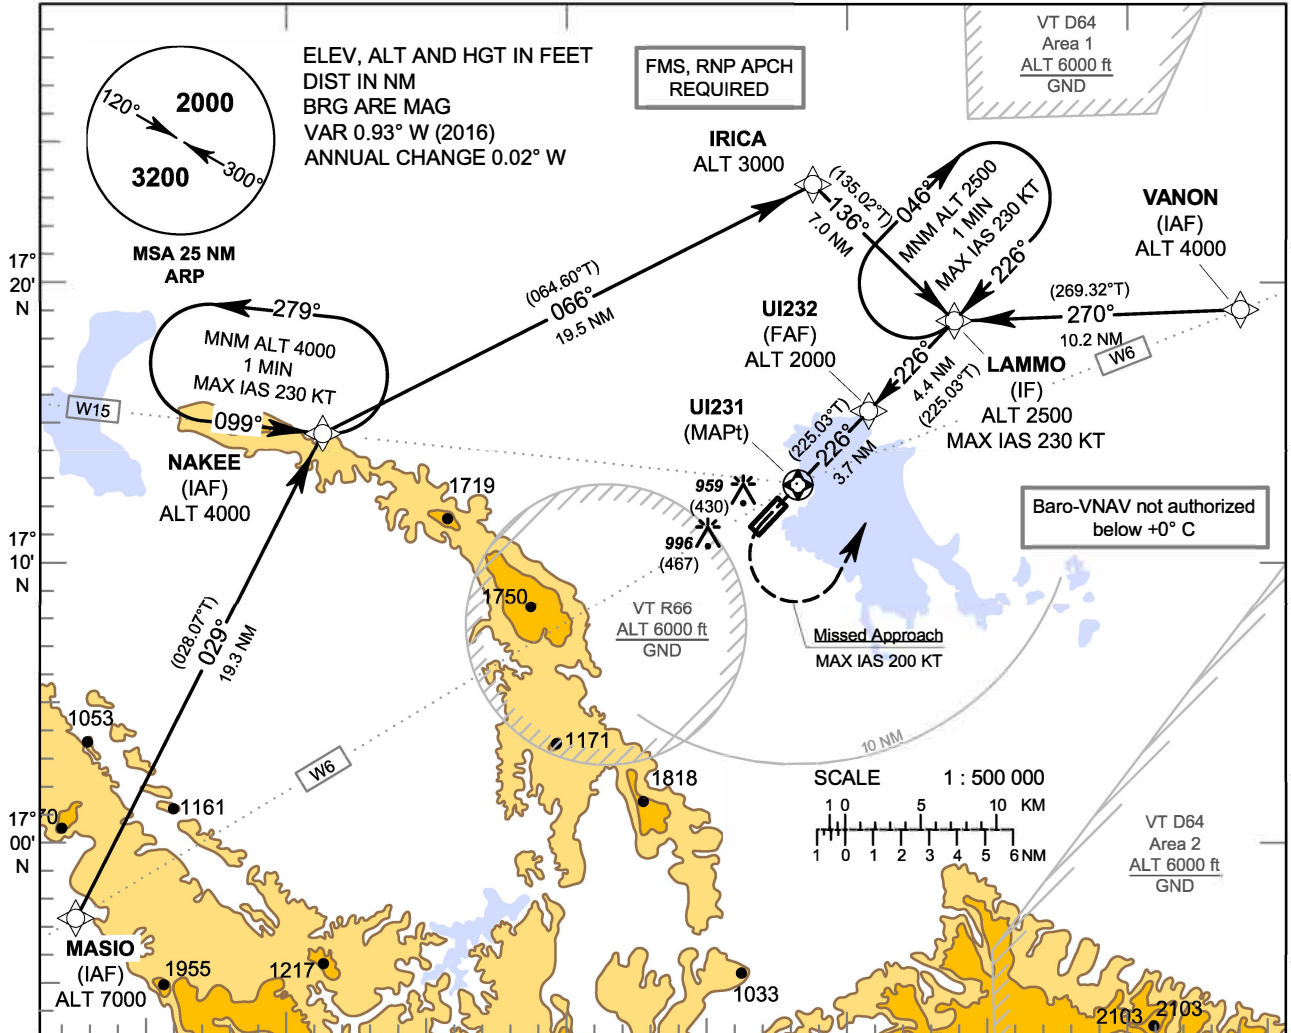 VT D64
Area 1
ALT 6000 ft
GND
ELEV, ALT AND HGT IN FEET
DIST IN NM
BRG ARE MAG
VAR 0.93° W (2016)
ANNUAL CHANGE 0.02° W
FMS, RNP APCH
REQUIRED
120°
2000
3200
300°
MSA 25 NM
ARP
IRICA
ALT 3000
(135.02°T)
136°
7.0 NM
046°
MNM ALT 2500
1 MIN
MAX IAS 230 KT
226°
VANON
(IAF)
ALT 4000
17°
20'
N
(064.60°T)
066°
19.5 NM
(269.32°T)
270°
10.2 NM
W6
279°
MNM ALT 4000
1 MIN
MAX IAS 230 KT
099°
W15
UI232
(FAF)
ALT 2000
226°
4.4 NM
(225.03°T)
LAMMO
(IF)
ALT 2500
MAX IAS 230 KT
UI231
(MAPt)
(225.03°T)
226°
3.7 NM
NAKEE
(IAF)
ALT 4000
1719
959
(430)
996
(467)
Baro-VNAV not authorized
below +0° C
17°
10'
N
1750
VT R66
ALT 6000 ft
GND
Missed Approach
MAX IAS 200 KT
(028.07°T)
029°
19.3 NM
1053
1171
10 NM
W6
1818
1161
SCALE 1 : 500 000
1 0 5 10 KM
1 0 1 2 3 4 5 6 NM
70
17°
00'
N
VT D64
Area 2
ALT 6000 ft
GND
MASIO
(IAF)
ALT 7000
1955
1217
1033
2103
2103